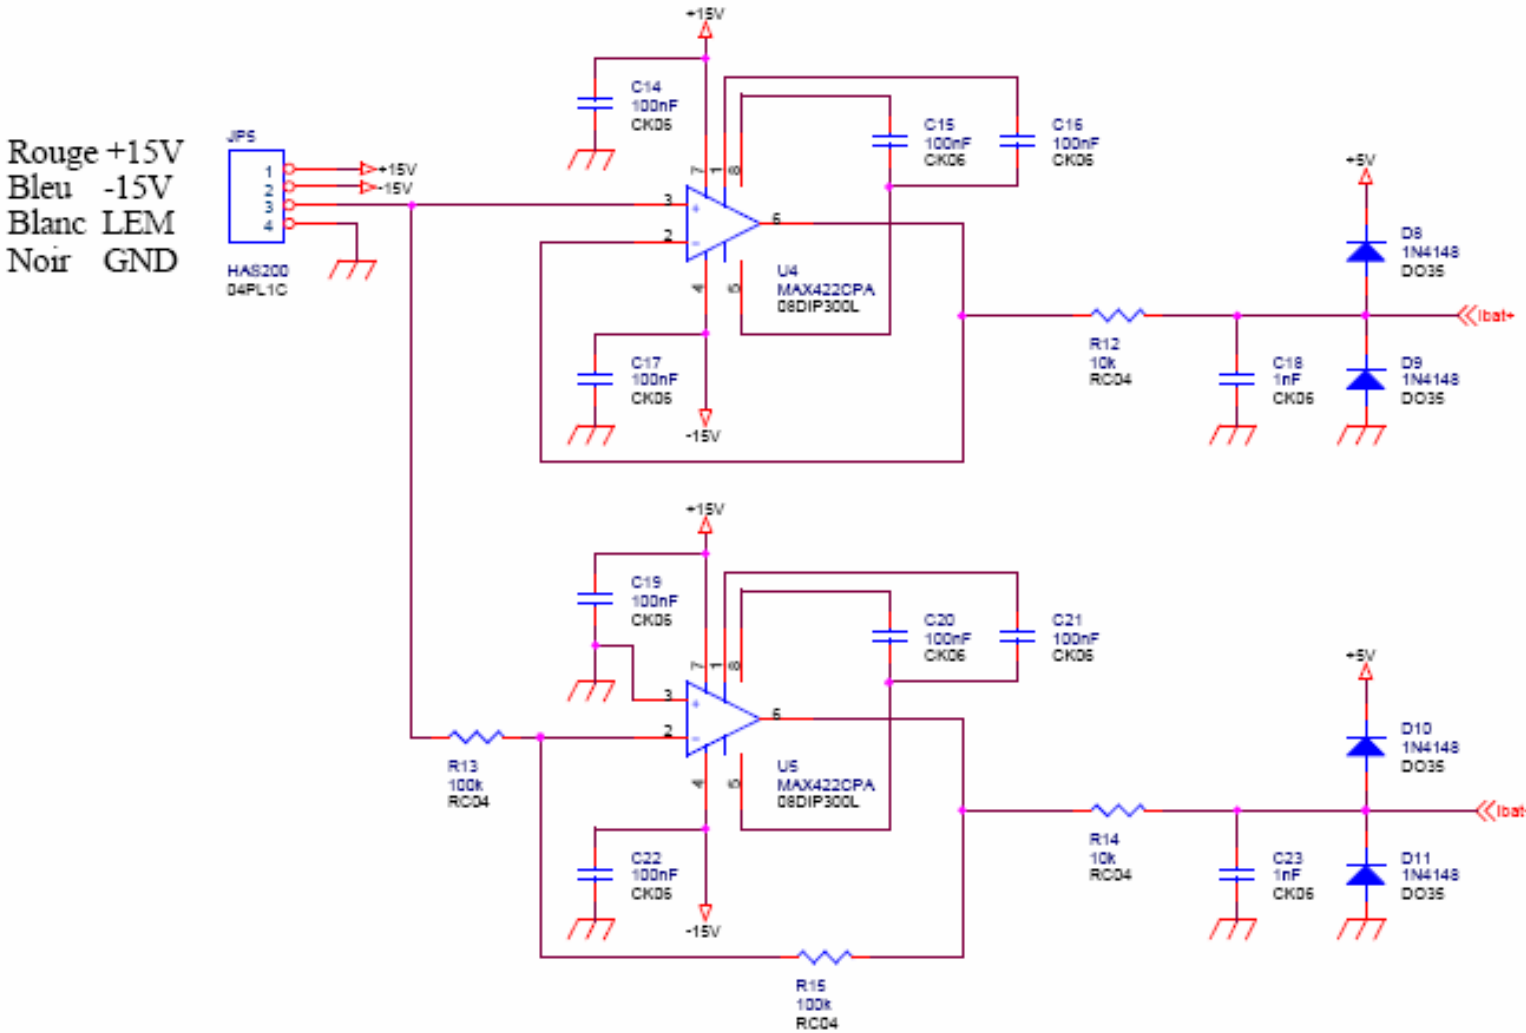 +15V
C14
100nF
CK06
C15
100nF
CK06
C16
100nF
CK06
Rouge +15V
Bleu -15V
Blanc LEM
Noir GND
JP5
1
2
3
4
+15V
-15V
HAS200
04PL1C
7
1
8
3
2
6
4
5
U4
MAX422CPA
08DIP300L
+5V
D8
1N4148
DO35
Ibat+
R12
10k
RC04
C17
100nF
CK06
-15V
C18
1nF
CK06
D9
1N4148
DO35
+15V
C19
100nF
CK06
C20
100nF
CK06
C21
100nF
CK06
7
1
8
3
2
6
4
5
R13
100k
RC04
U5
MAX422CPA
08DIP300L
+5V
D10
1N4148
DO35
Ibat
R14
10k
RC04
C22
100nF
CK06
-15V
C23
1nF
CK06
D11
1N4148
DO35
R15
100k
RC04